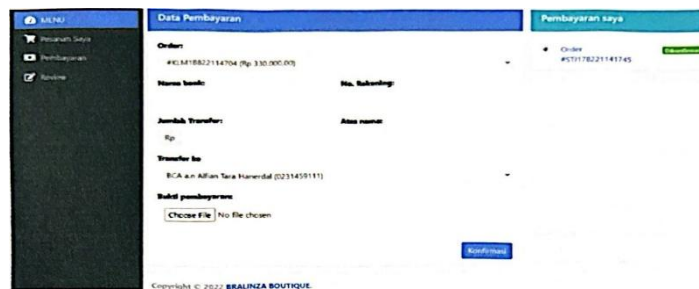 MENU
Pesanan Saya
Pembayaran
Review
Data Pembayaran
Order:
#KLM18822114704 (Rp 330.000,00)
Nama bank:
No. Rekening:
Jumlah Transfer:
Atas nama:
Rp
Transfer ke
BCA a.n Alfian Tara Hanerdal (0231459111)
Bukti pembayaran:
Choose File No file chosen
Konfirmasi
Copyright © 2022 BRALINZA BOUTIQUE.
Pembayaran saya
Order
#STI178221141745